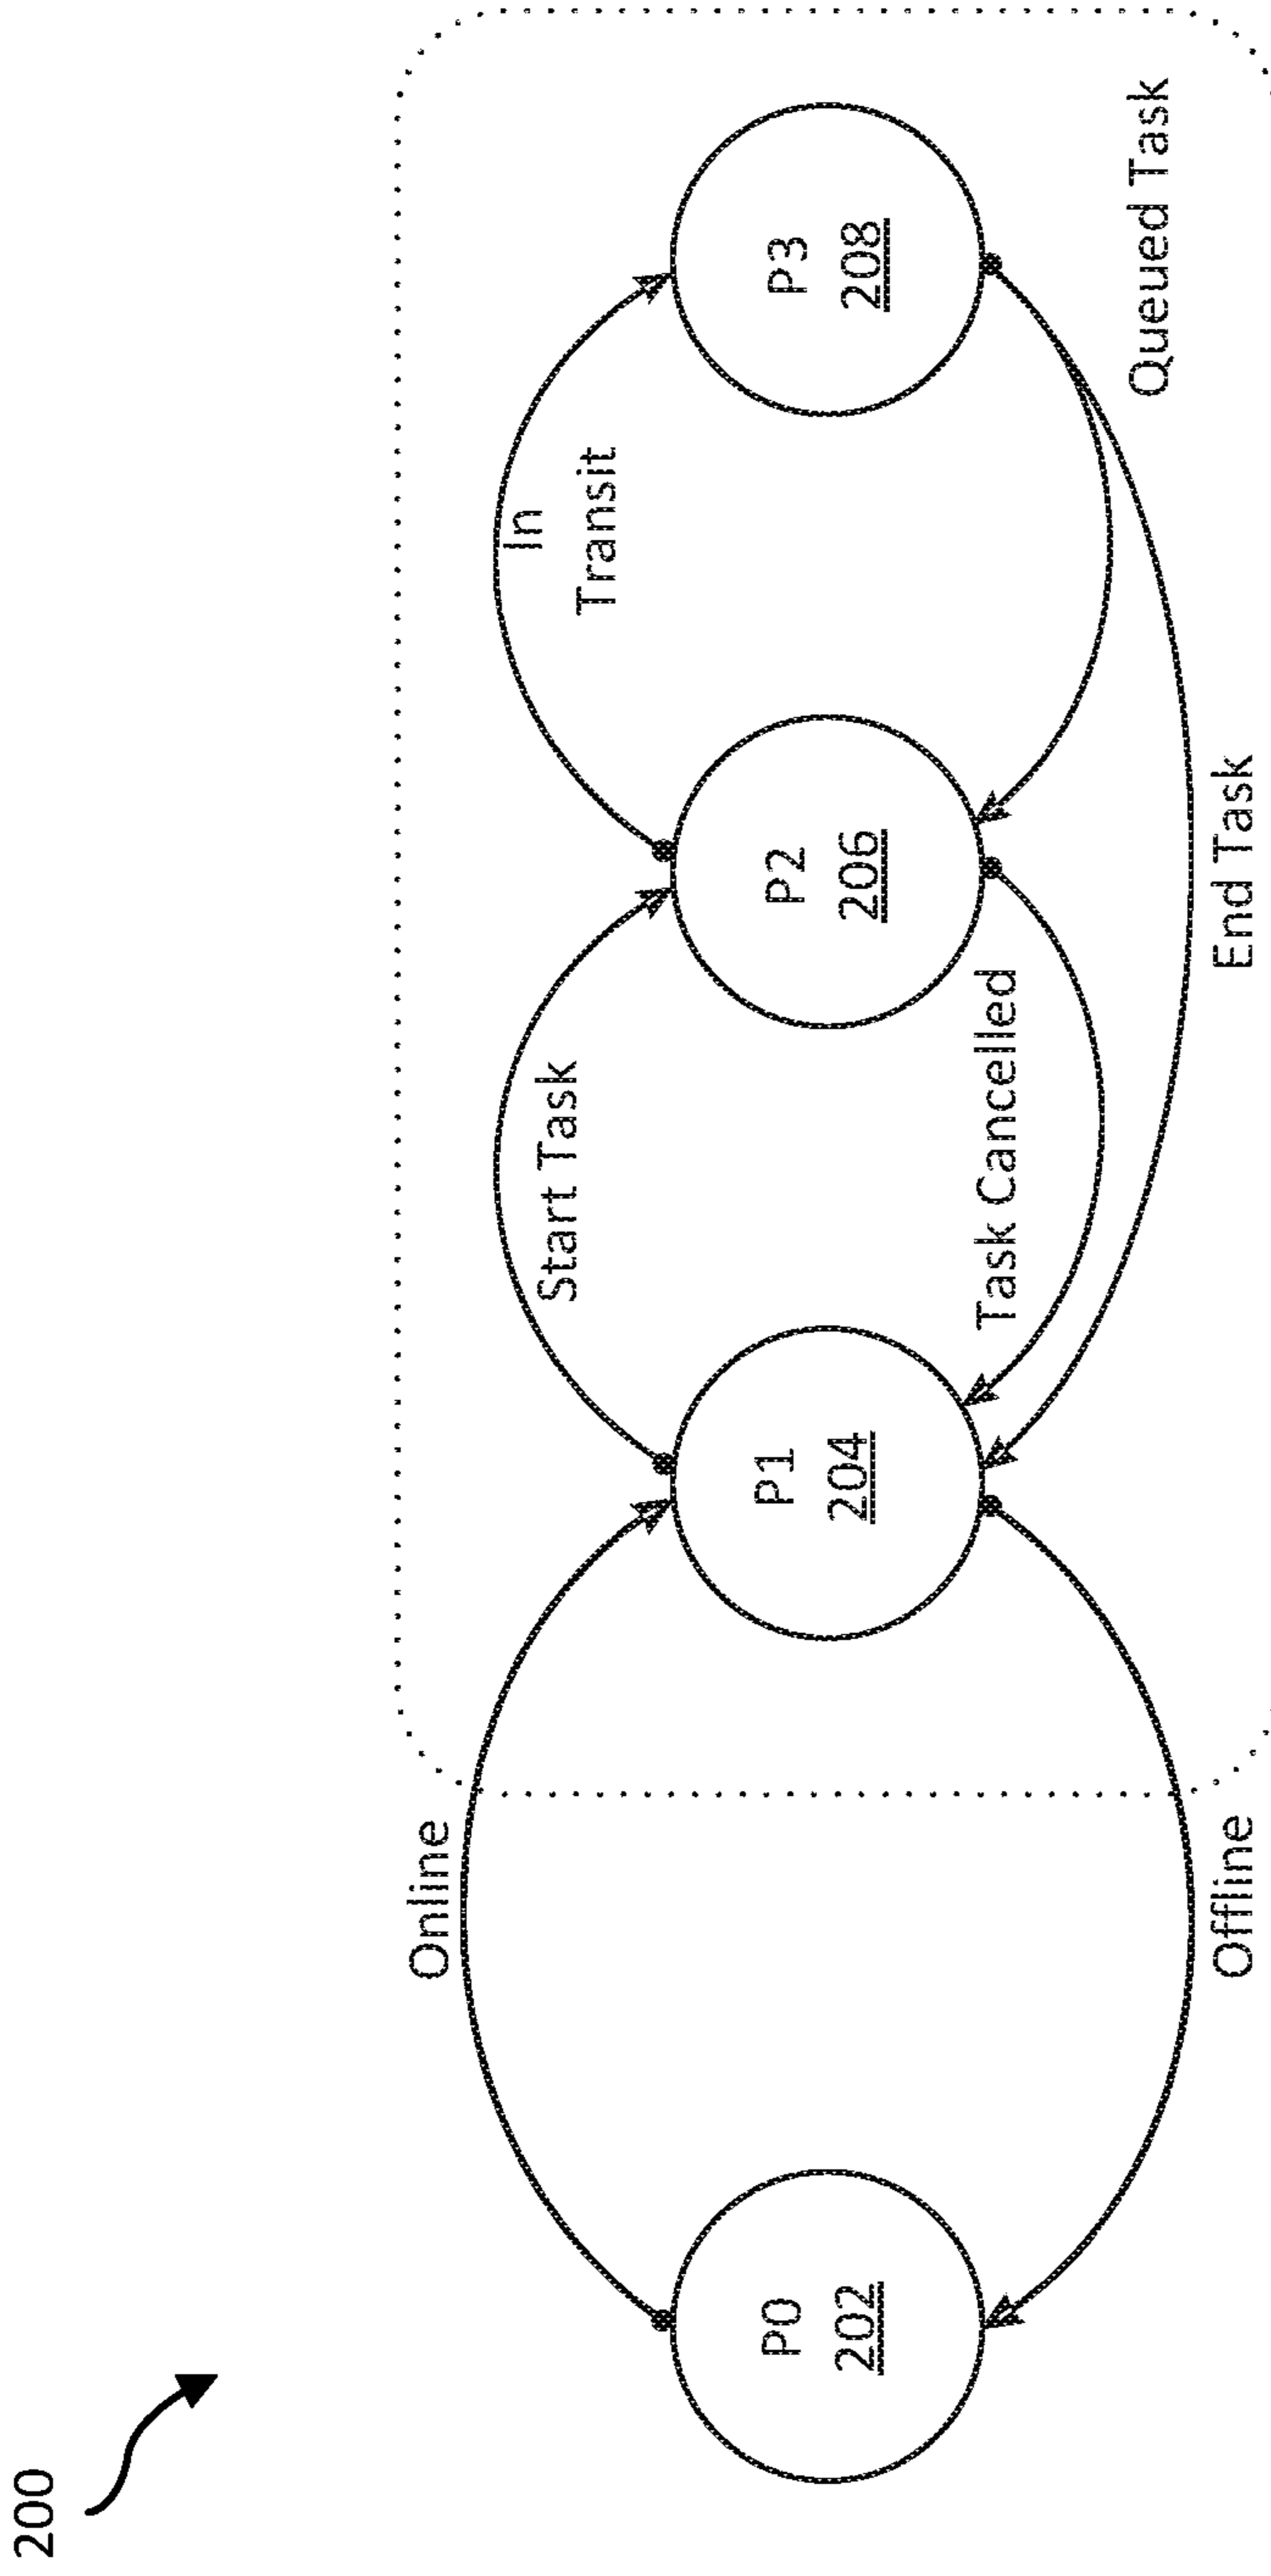 200
Online
Start Task
In
Transit
P0
202
P1
204
P2
206
P3
208
Task Cancelled
Queued Task
Offline
End Task